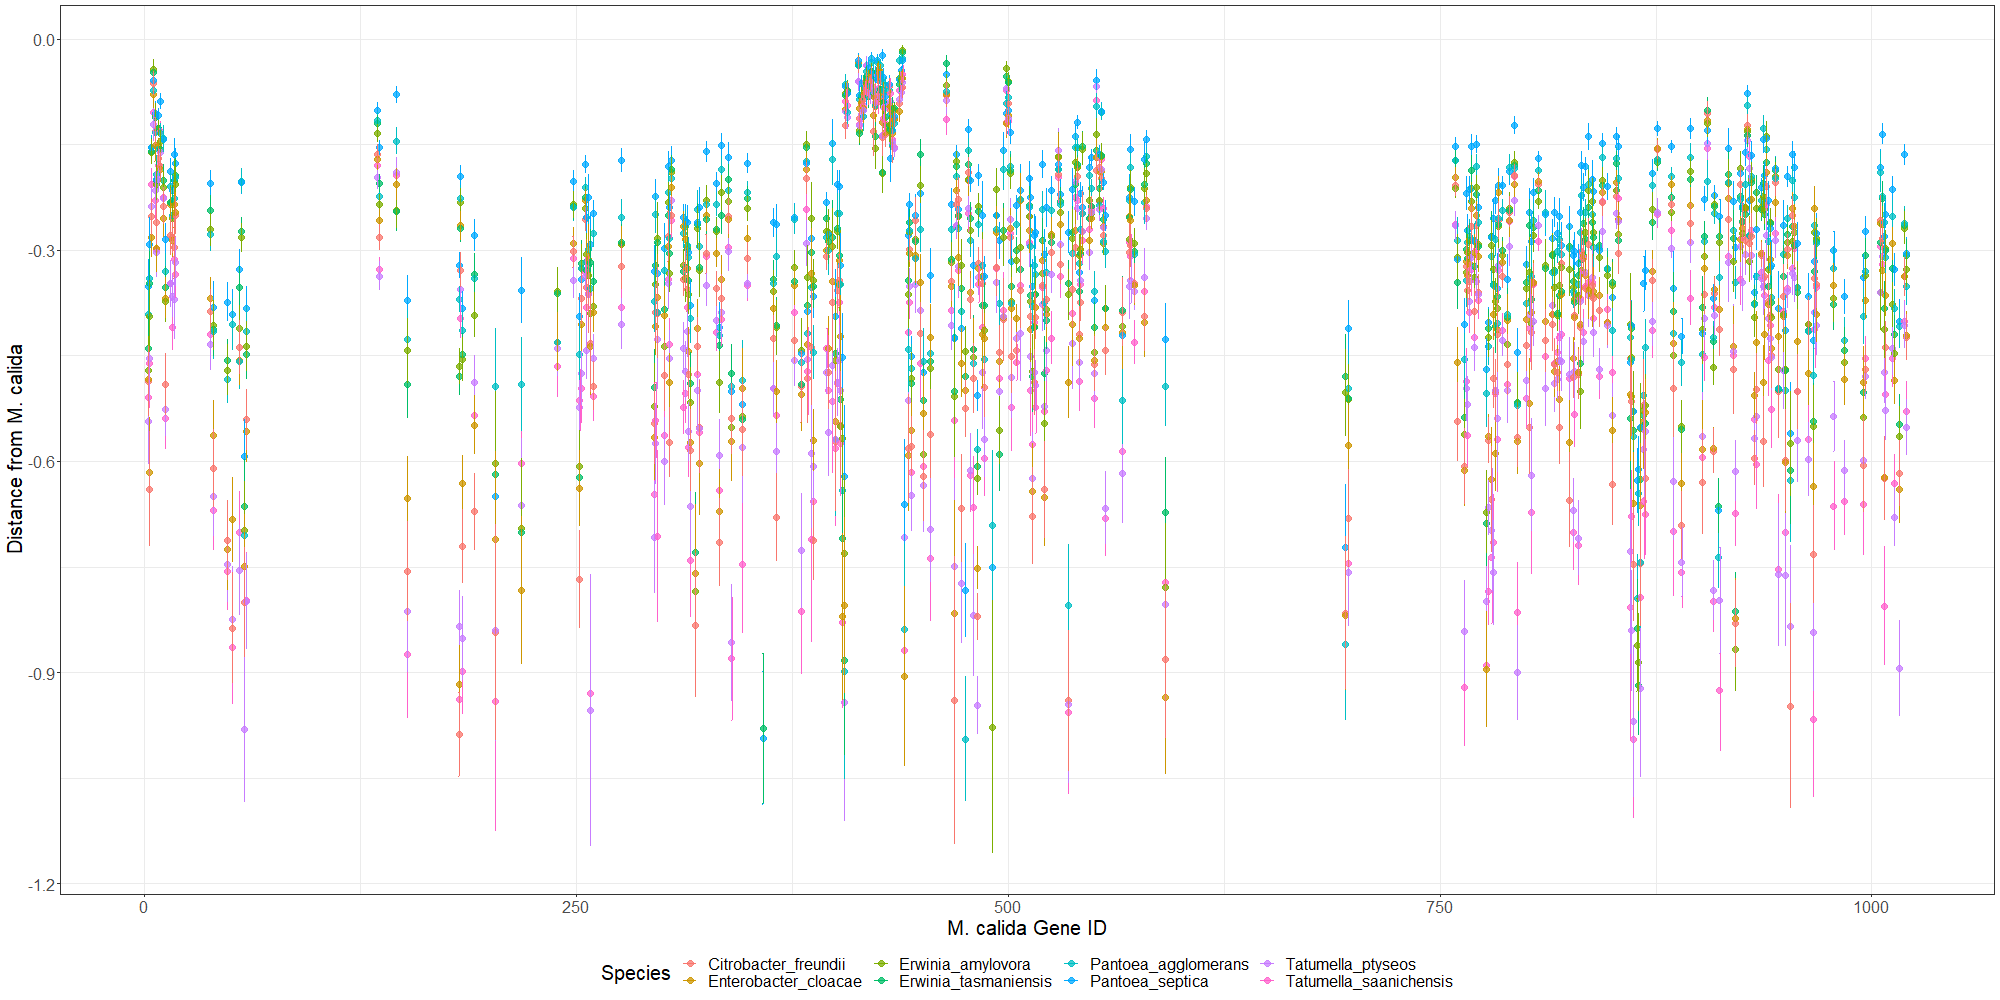 0.0
-0.3
-0.6
-0.9
-1.2
Distance from M. calida
0 250 500 750 1000
M. calida Gene ID
Species
Citrobacter_freundii Erwinia_amylovora Pantoea_agglomerans Tatumella_ptyseos
Enterobacter_cloacae Erwinia_tasmaniensis Pantoea_septica Tatumella_saanichensis